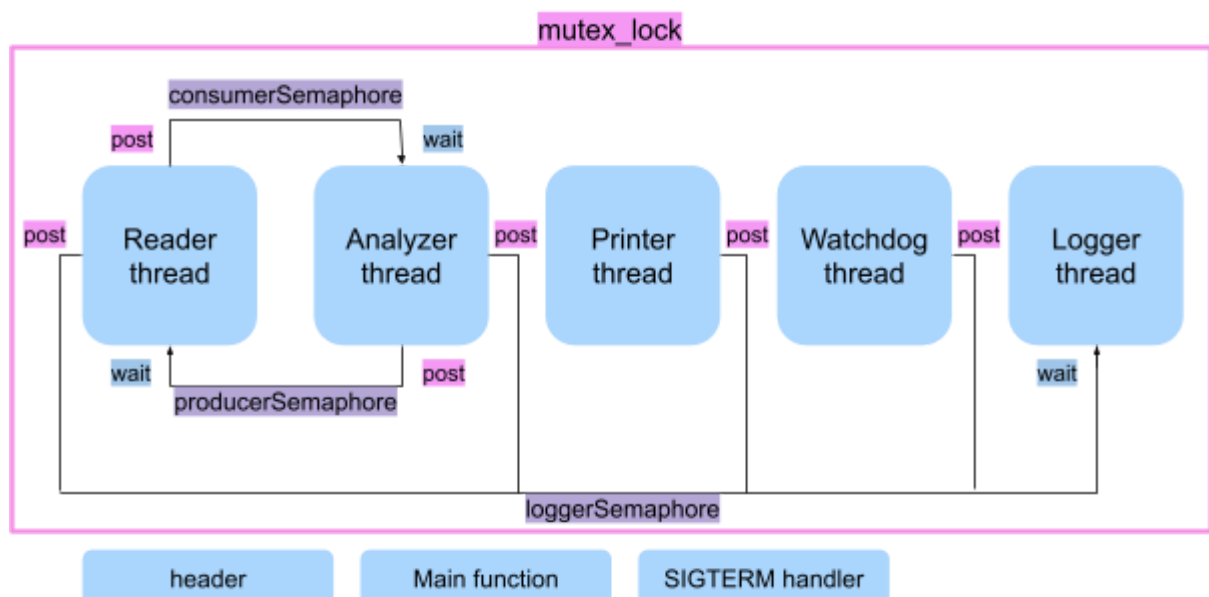 mutex_lock
consumerSemaphore
post
wait
post
Reader
thread
Analyzer
thread
post
Printer
thread
post
Watchdog
thread
post
Logger
thread
wait
post
wait
producerSemaphore
loggerSemaphore
header
Main function
SIGTERM handler